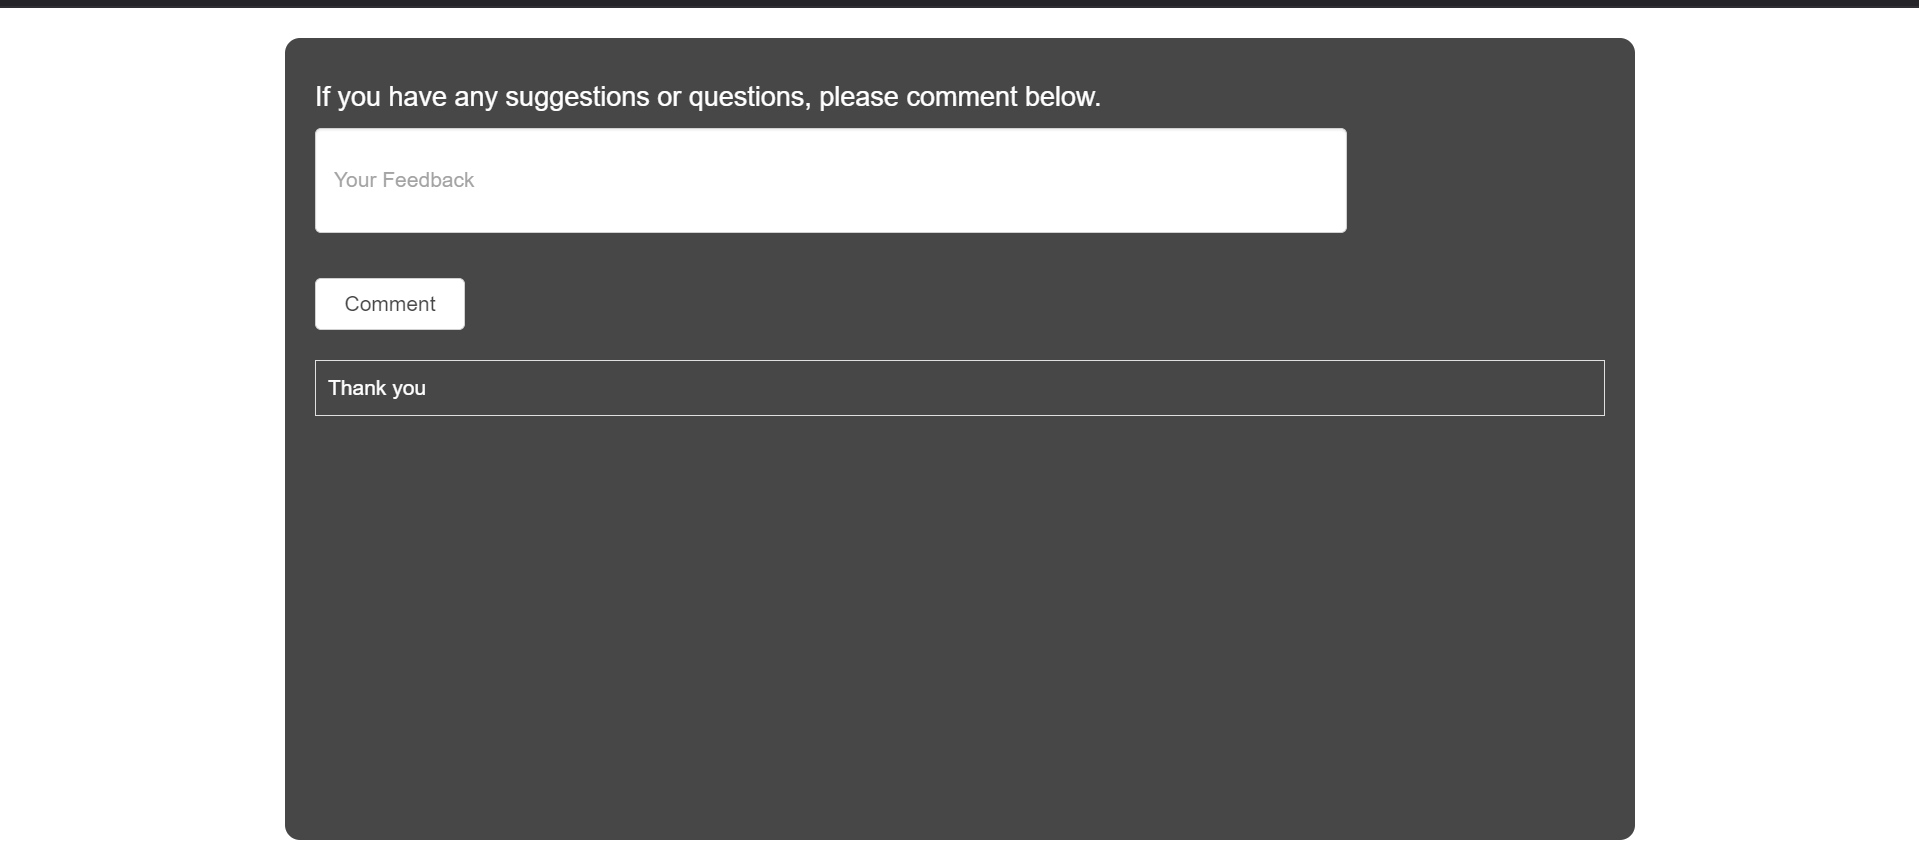 If you have any suggestions or questions, please comment below.
Your Feedback
Comment
Thank you